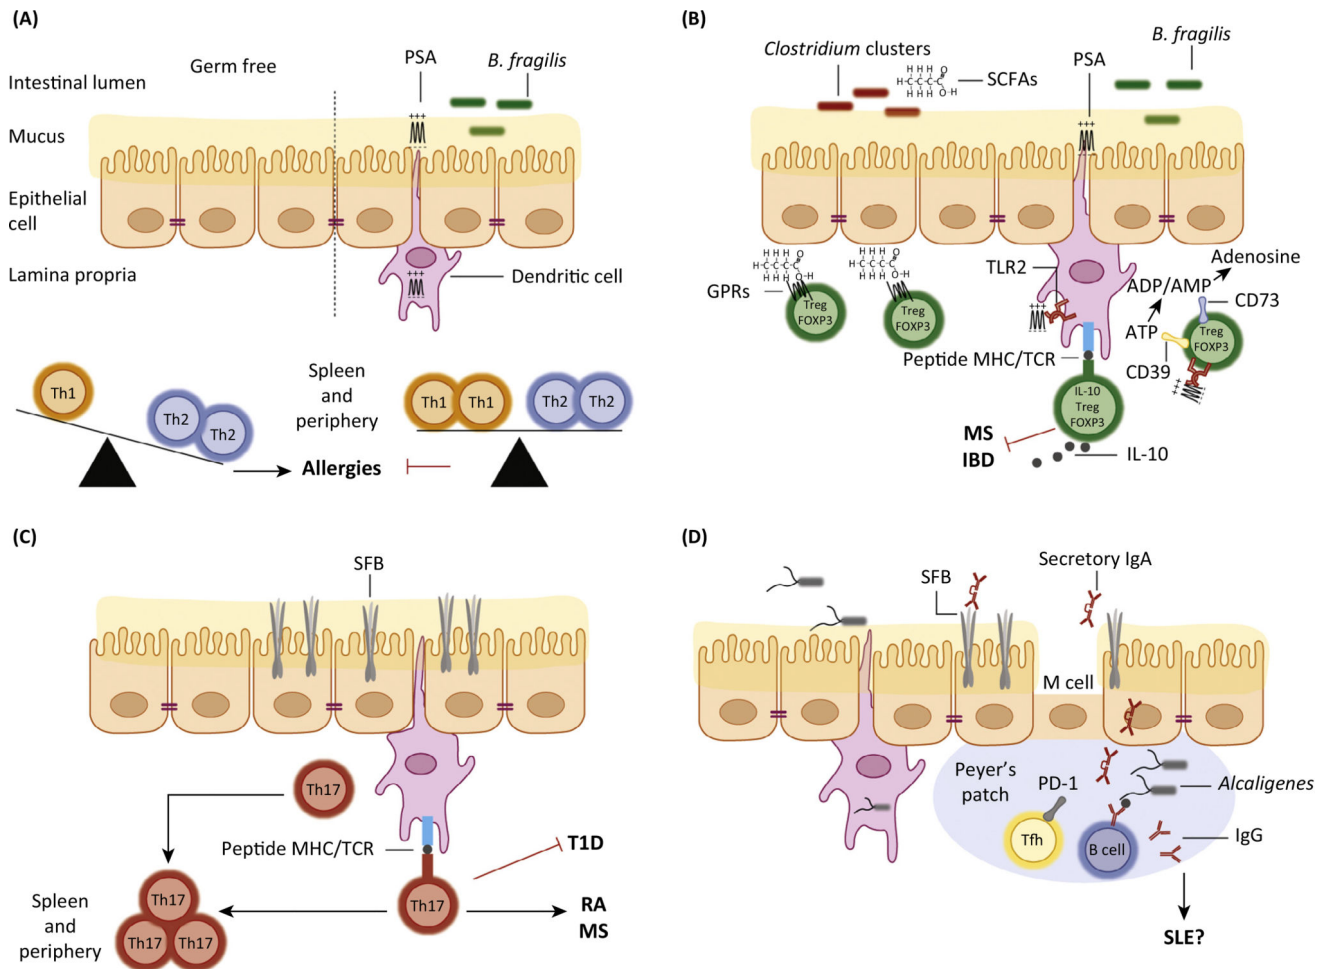 (A)
Germ free
PSA
B. fragilis
Intestinal lumen
Mucus
Epithelial
cell
Lamina propria
Dendritic cell
Th1
Th2
Th2
Spleen
and
periphery
Th1
Th1
Th2
Th2
Allergies
(B)
Clostridium clusters
SCFAs
PSA
B. fragilis
GPRs
Treg
FOXP3
Treg
FOXP3
TLR2
Adenosine
ADP/AMP
CD73
ATP
Treg
FOXP3
CD39
Peptide MHC/TCR
IL-10
Treg
FOXP3
MS
IBD
IL-10
(C)
SFB
Th17
Peptide MHC/TCR
T1D
Th17
Th17
Th17
Th17
Spleen
and
periphery
RA
MS
(D)
SFB
Secretory IgA
M cell
Peyer’s
patch
PD-1
Alcaligenes
Tfh
B cell
IgG
SLE?